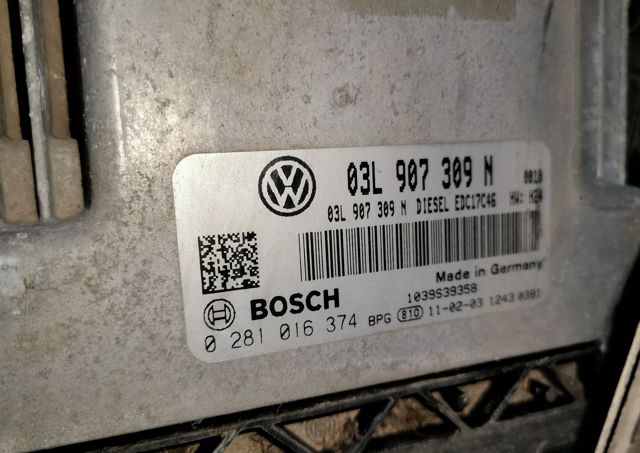 03L 907 309 N 0010
03L 907 309 N DIESEL EDC17C46 HW: H20
Made in Germany
BOSCH 1039S39358
0 281 016 374 BPG 810 11-02-03 1243 0381